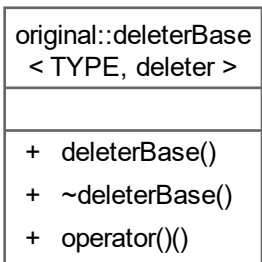 original::deleterBase
< TYPE, deleter >
+ deleterBase()
+ ~deleterBase()
+ operator()()